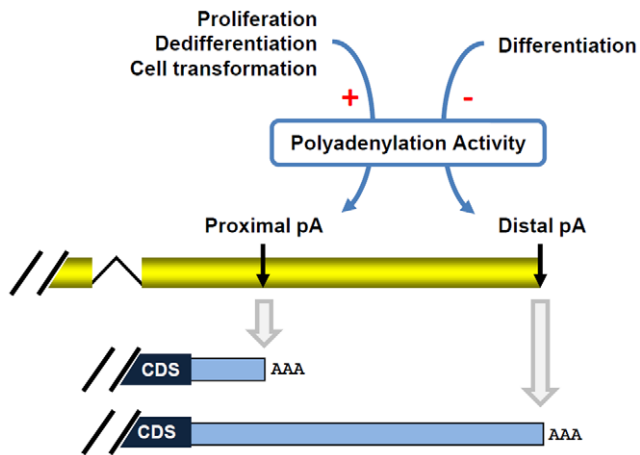 Proliferation
Dedifferentiation
Cell transformation
Differentiation
+
-
Polyadenylation Activity
Proximal pA
Distal pA
CDS
AAA
CDS
AAA